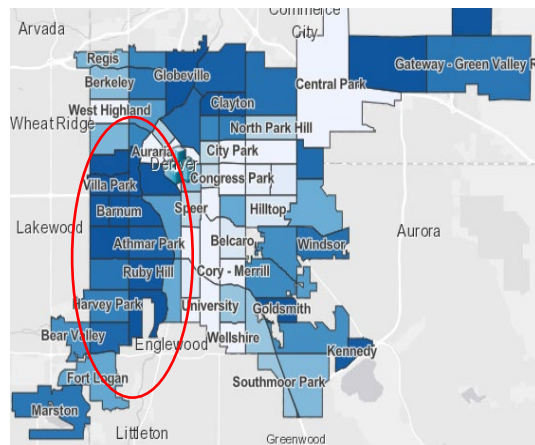 Commerce
City
Arvada
Regis
Globeville
Gateway - Green Valley R
Berkeley
Central Park
Clayton
West Highland
Wheat Ridge
North Park Hill
Auraria
City Park
Denver
Congress Park
Villa Park
Barnum
Speer
Hilltop
Lakewood
Aurora
Athmar Park
Belcaro
Windsor
Ruby Hill
Cory - Merrill
Harvey Park
University
Goldsmith
Bear Valley
Englewood
Wellshire
Kennedy
Fort Logan
Southmoor Park
Marston
Littleton
Greenwood